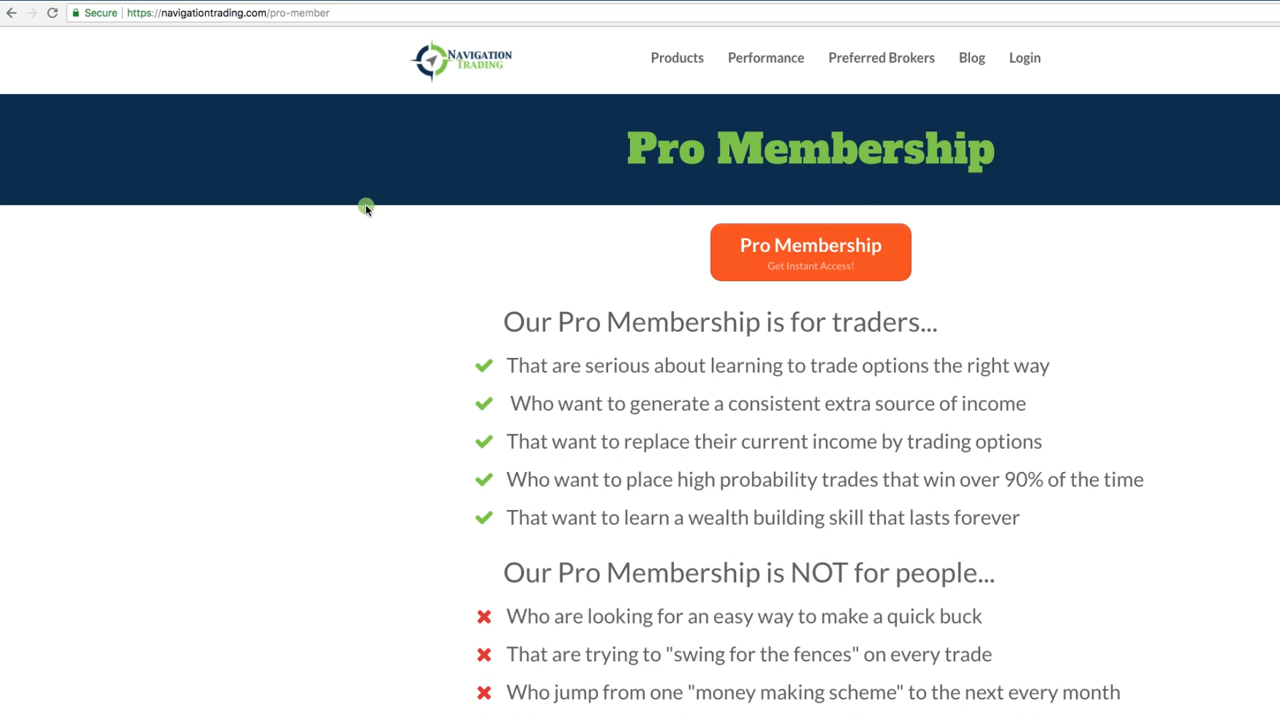 Secure https://navigationtrading.com/pro-member
NAVIGATION
TRADING
Products Performance Preferred Brokers Blog Login
Pro Membership
Pro Membership
Get Instant Access!
Our Pro Membership is for traders...
That are serious about learning to trade options the right way
Who want to generate a consistent extra source of income
That want to replace their current income by trading options
Who want to place high probability trades that win over 90% of the time
That want to learn a wealth building skill that lasts forever
Our Pro Membership is NOT for people...
Who are looking for an easy way to make a quick buck
That are trying to "swing for the fences" on every trade
Who jump from one "money making scheme" to the next every month